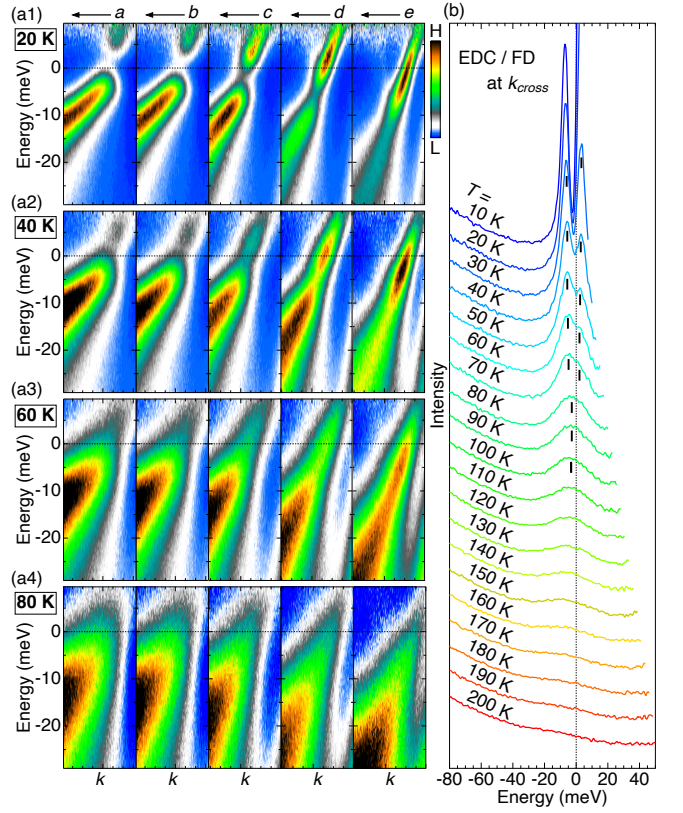 (a1)
a b c d e
20 K
Energy (meV)
0
-10
-20
H
L
Intensity
(a2)
40 K
Energy (meV)
0
-10
-20
(a3)
60 K
Energy (meV)
0
-10
-20
(a4)
80 K
Energy (meV)
0
-10
-20
k k k k k
(b)
EDC / FD
at kcross
T =
10 K
20 K
30 K
40 K
50 K
60 K
70 K
80 K
90 K
100 K
110 K
120 K
130 K
140 K
150 K
160 K
170 K
180 K
190 K
200 K
-80 -60 -40 -20 0 20 40
Energy (meV)